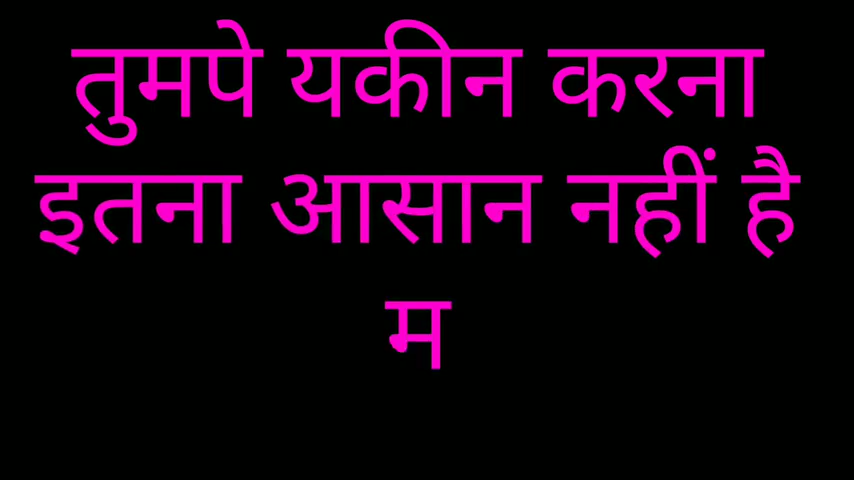 तुमपे यकीन करना
इतना आसान नहीं है
म